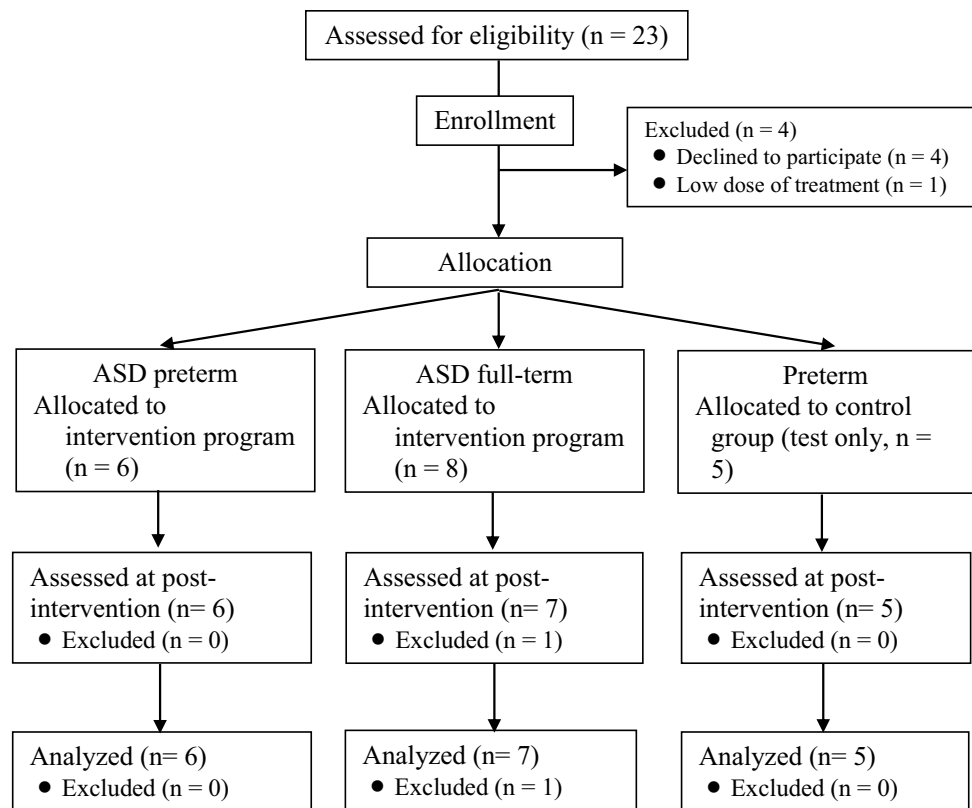 Assessed for eligibility (n = 23)
Enrollment
Excluded (n = 4)
● Declined to participate (n = 4)
● Low dose of treatment (n = 1)
Allocation
ASD preterm
Allocated to
intervention program
(n = 6)
ASD full-term
Allocated to
intervention program
(n = 8)
Preterm
Allocated to control
group (test only, n =
5)
Assessed at post-
intervention (n= 6)
● Excluded (n = 0)
Assessed at post-
intervention (n= 7)
● Excluded (n = 1)
Assessed at post-
intervention (n= 5)
● Excluded (n = 0)
Analyzed (n= 6)
● Excluded (n = 0)
Analyzed (n= 7)
● Excluded (n = 1)
Analyzed (n= 5)
● Excluded (n = 0)